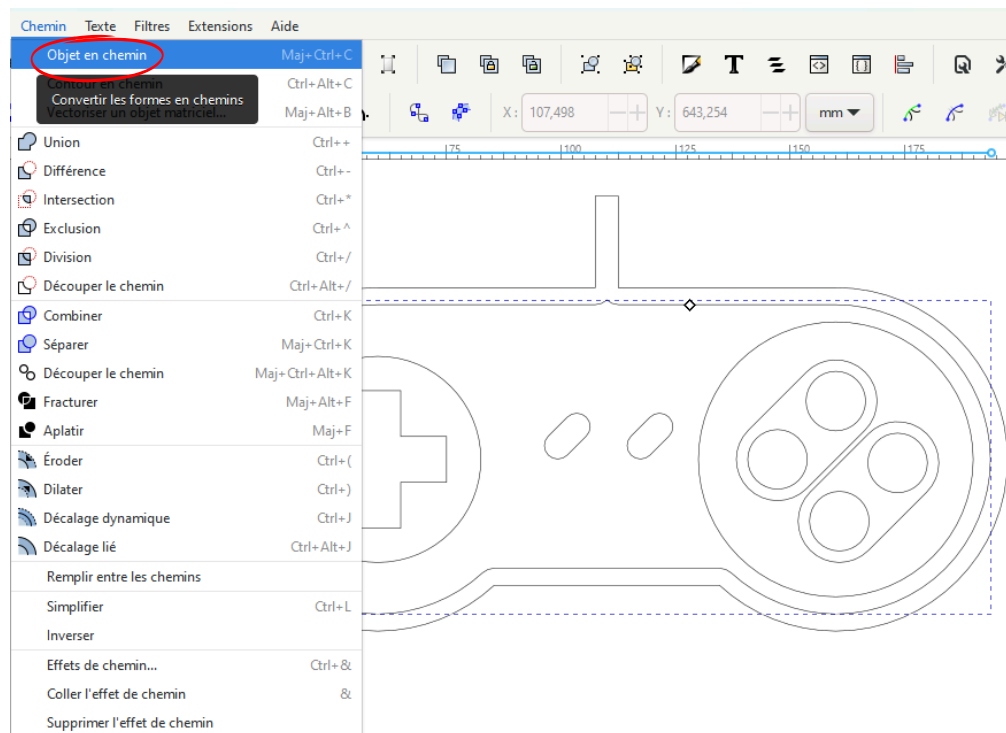 Chemin Texte Filtres Extensions Aide
Objet en chemin Maj+Ctrl+C
Contour en chemin Ctrl+Alt+C
Convertir les formes en chemins
Vectoriser un objet matriciel... Maj+Alt+B
X: 107,498 Y: 643,254 mm
Union Ctrl++
75 100 125 150 175
Différence Ctrl+-
Intersection Ctrl+*
Exclusion Ctrl+^
Division Ctrl+/
Découper le chemin Ctrl+Alt+/
Combiner Ctrl+K
Séparer Maj+Ctrl+K
Découper le chemin Maj+Ctrl+Alt+K
Fracturer Maj+Alt+F
Aplatir Maj+F
Éroder Ctrl+(
Dilater Ctrl+)
Décalage dynamique Ctrl+J
Décalage lié Ctrl+Alt+J
Remplir entre les chemins
Simplifier Ctrl+L
Inverser
Effets de chemin... Ctrl+&
Coller l'effet de chemin &
Supprimer l'effet de chemin